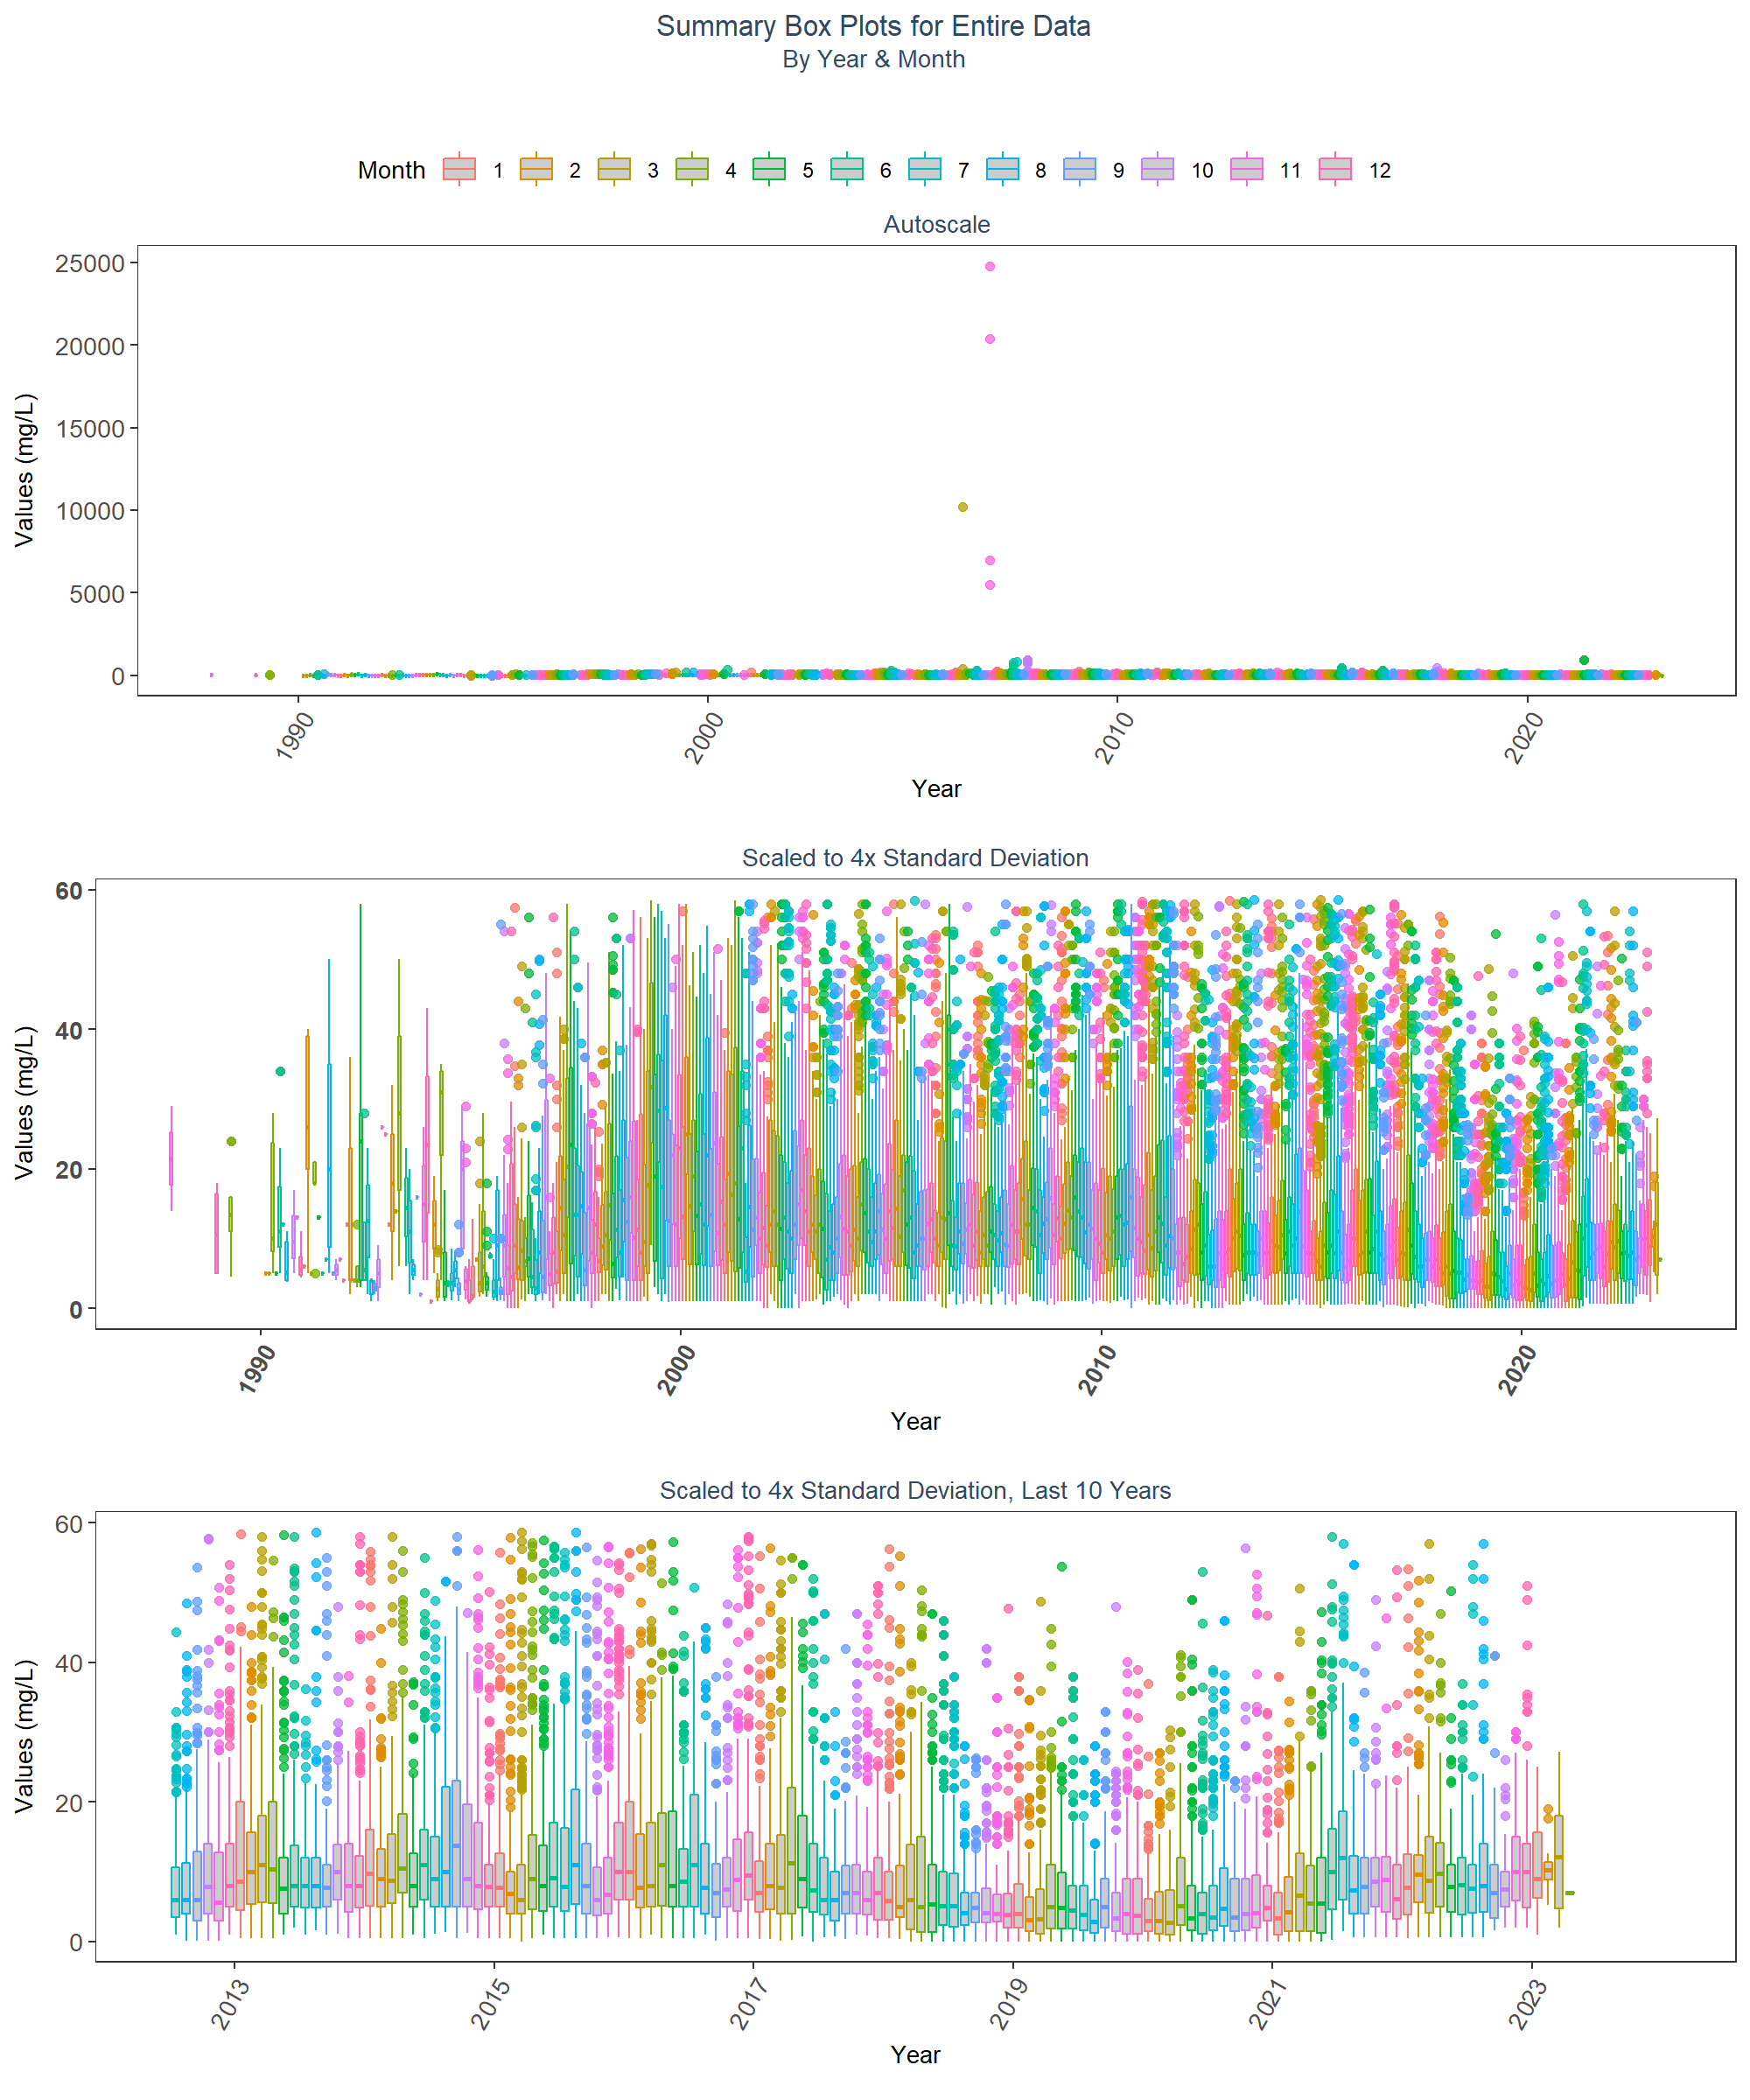 Summary Box Plots for Entire Data
By Year & Month
Month 1 2 3 4 5 6 7 8 9 10 11 12
Autoscale
25000
20000
15000
10000
5000
0
Values (mg/L)
1990 2000 2010 2020
Year
Scaled to 4x Standard Deviation
60
40
20
0
Values (mg/L)
1990 2000 2010 2020
Year
Scaled to 4x Standard Deviation, Last 10 Years
60
40
20
0
Values (mg/L)
2013 2015 2017 2019 2021 2023
Year